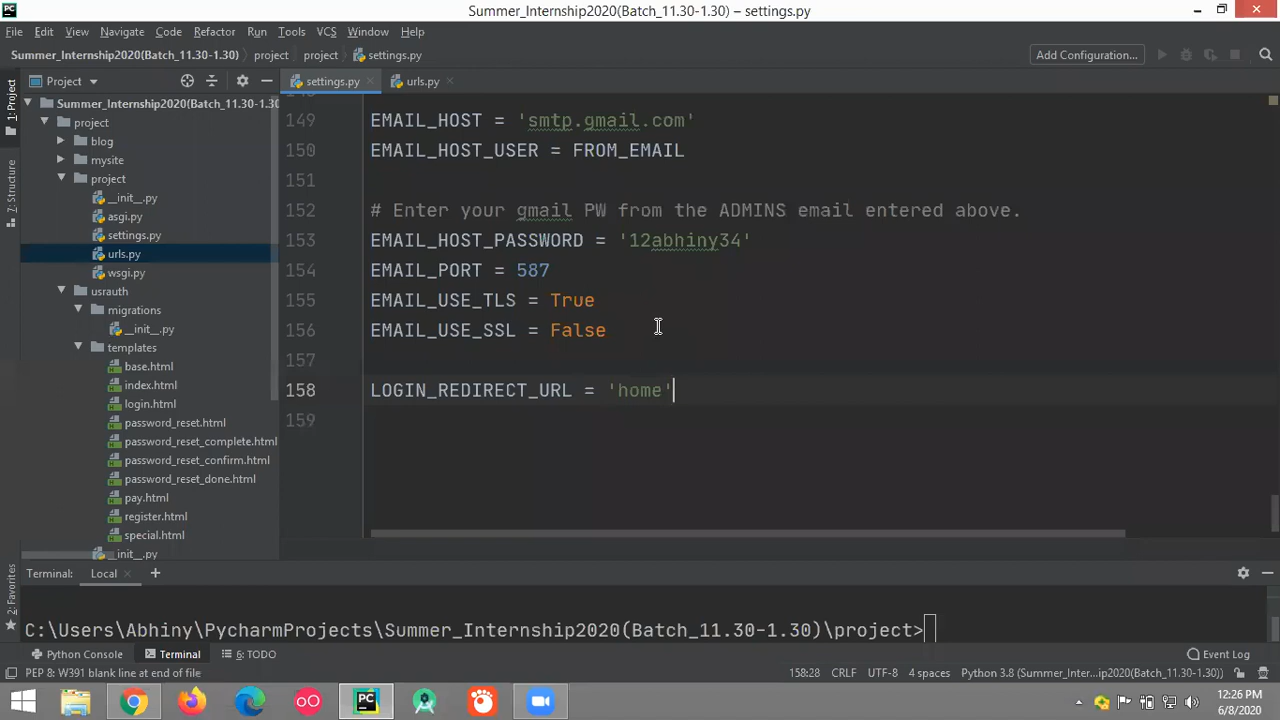 PC
Summer_Internship2020(Batch_11.30-1.30) – settings.py
File Edit View Navigate Code Refactor Run Tools VCS Window Help
Summer_Internship2020(Batch_11.30-1.30) project project settings.py Add Configuration...
1: Project
Project
settings.py
urls.py
Summer_Internship2020(Batch_11.30-1.30
project
blog
mysite
project
__init__.py
asgi.py
settings.py
urls.py
wsgi.py
usrauth
migrations
__init__.py
templates
base.html
index.html
login.html
password_reset.html
password_reset_complete.html
password_reset_confirm.html
password_reset_done.html
pay.html
register.html
special.html
__init__.py
7: Structure
2: Favorites
149 EMAIL_HOST = 'smtp.gmail.com'
150 EMAIL_HOST_USER = FROM_EMAIL
151
152 # Enter your gmail PW from the ADMINS email entered above.
153 EMAIL_HOST_PASSWORD = '12abhiny34'
154 EMAIL_PORT = 587
155 EMAIL_USE_TLS = True
156 EMAIL_USE_SSL = False
157
158 LOGIN_REDIRECT_URL = 'home'
159
Terminal: Local +
C:\Users\Abhiny\PycharmProjects\Summer_Internship2020(Batch_11.30-1.30)\project>
Python Console Terminal 6: TODO Event Log
PEP 8: W391 blank line at end of file 158:28 CRLF UTF-8 4 spaces Python 3.8 (Summer_Inter...ip2020(Batch_11.30-1.30))
PC
12:26 PM
6/8/2020